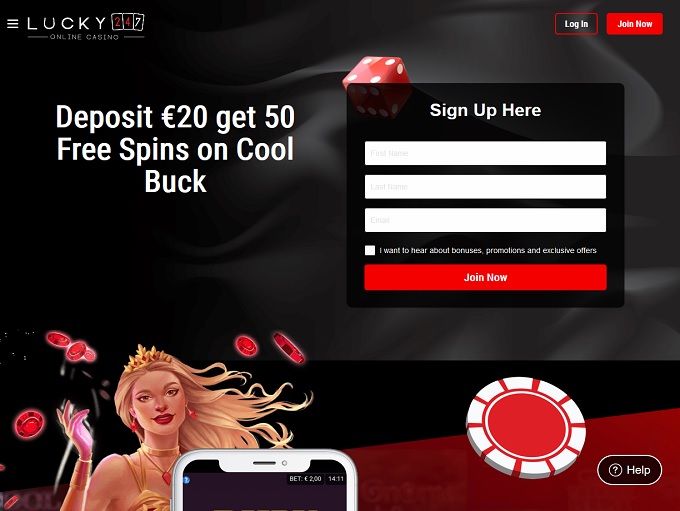 LUCKY 247
ONLINE CASINO
Log In
Join Now
Deposit €20 get 50
Free Spins on Cool
Buck
Sign Up Here
First Name
Last Name
Email
I want to hear about bonuses, promotions and exclusive offers
Join Now
BET: € 2,00
14:11
Help